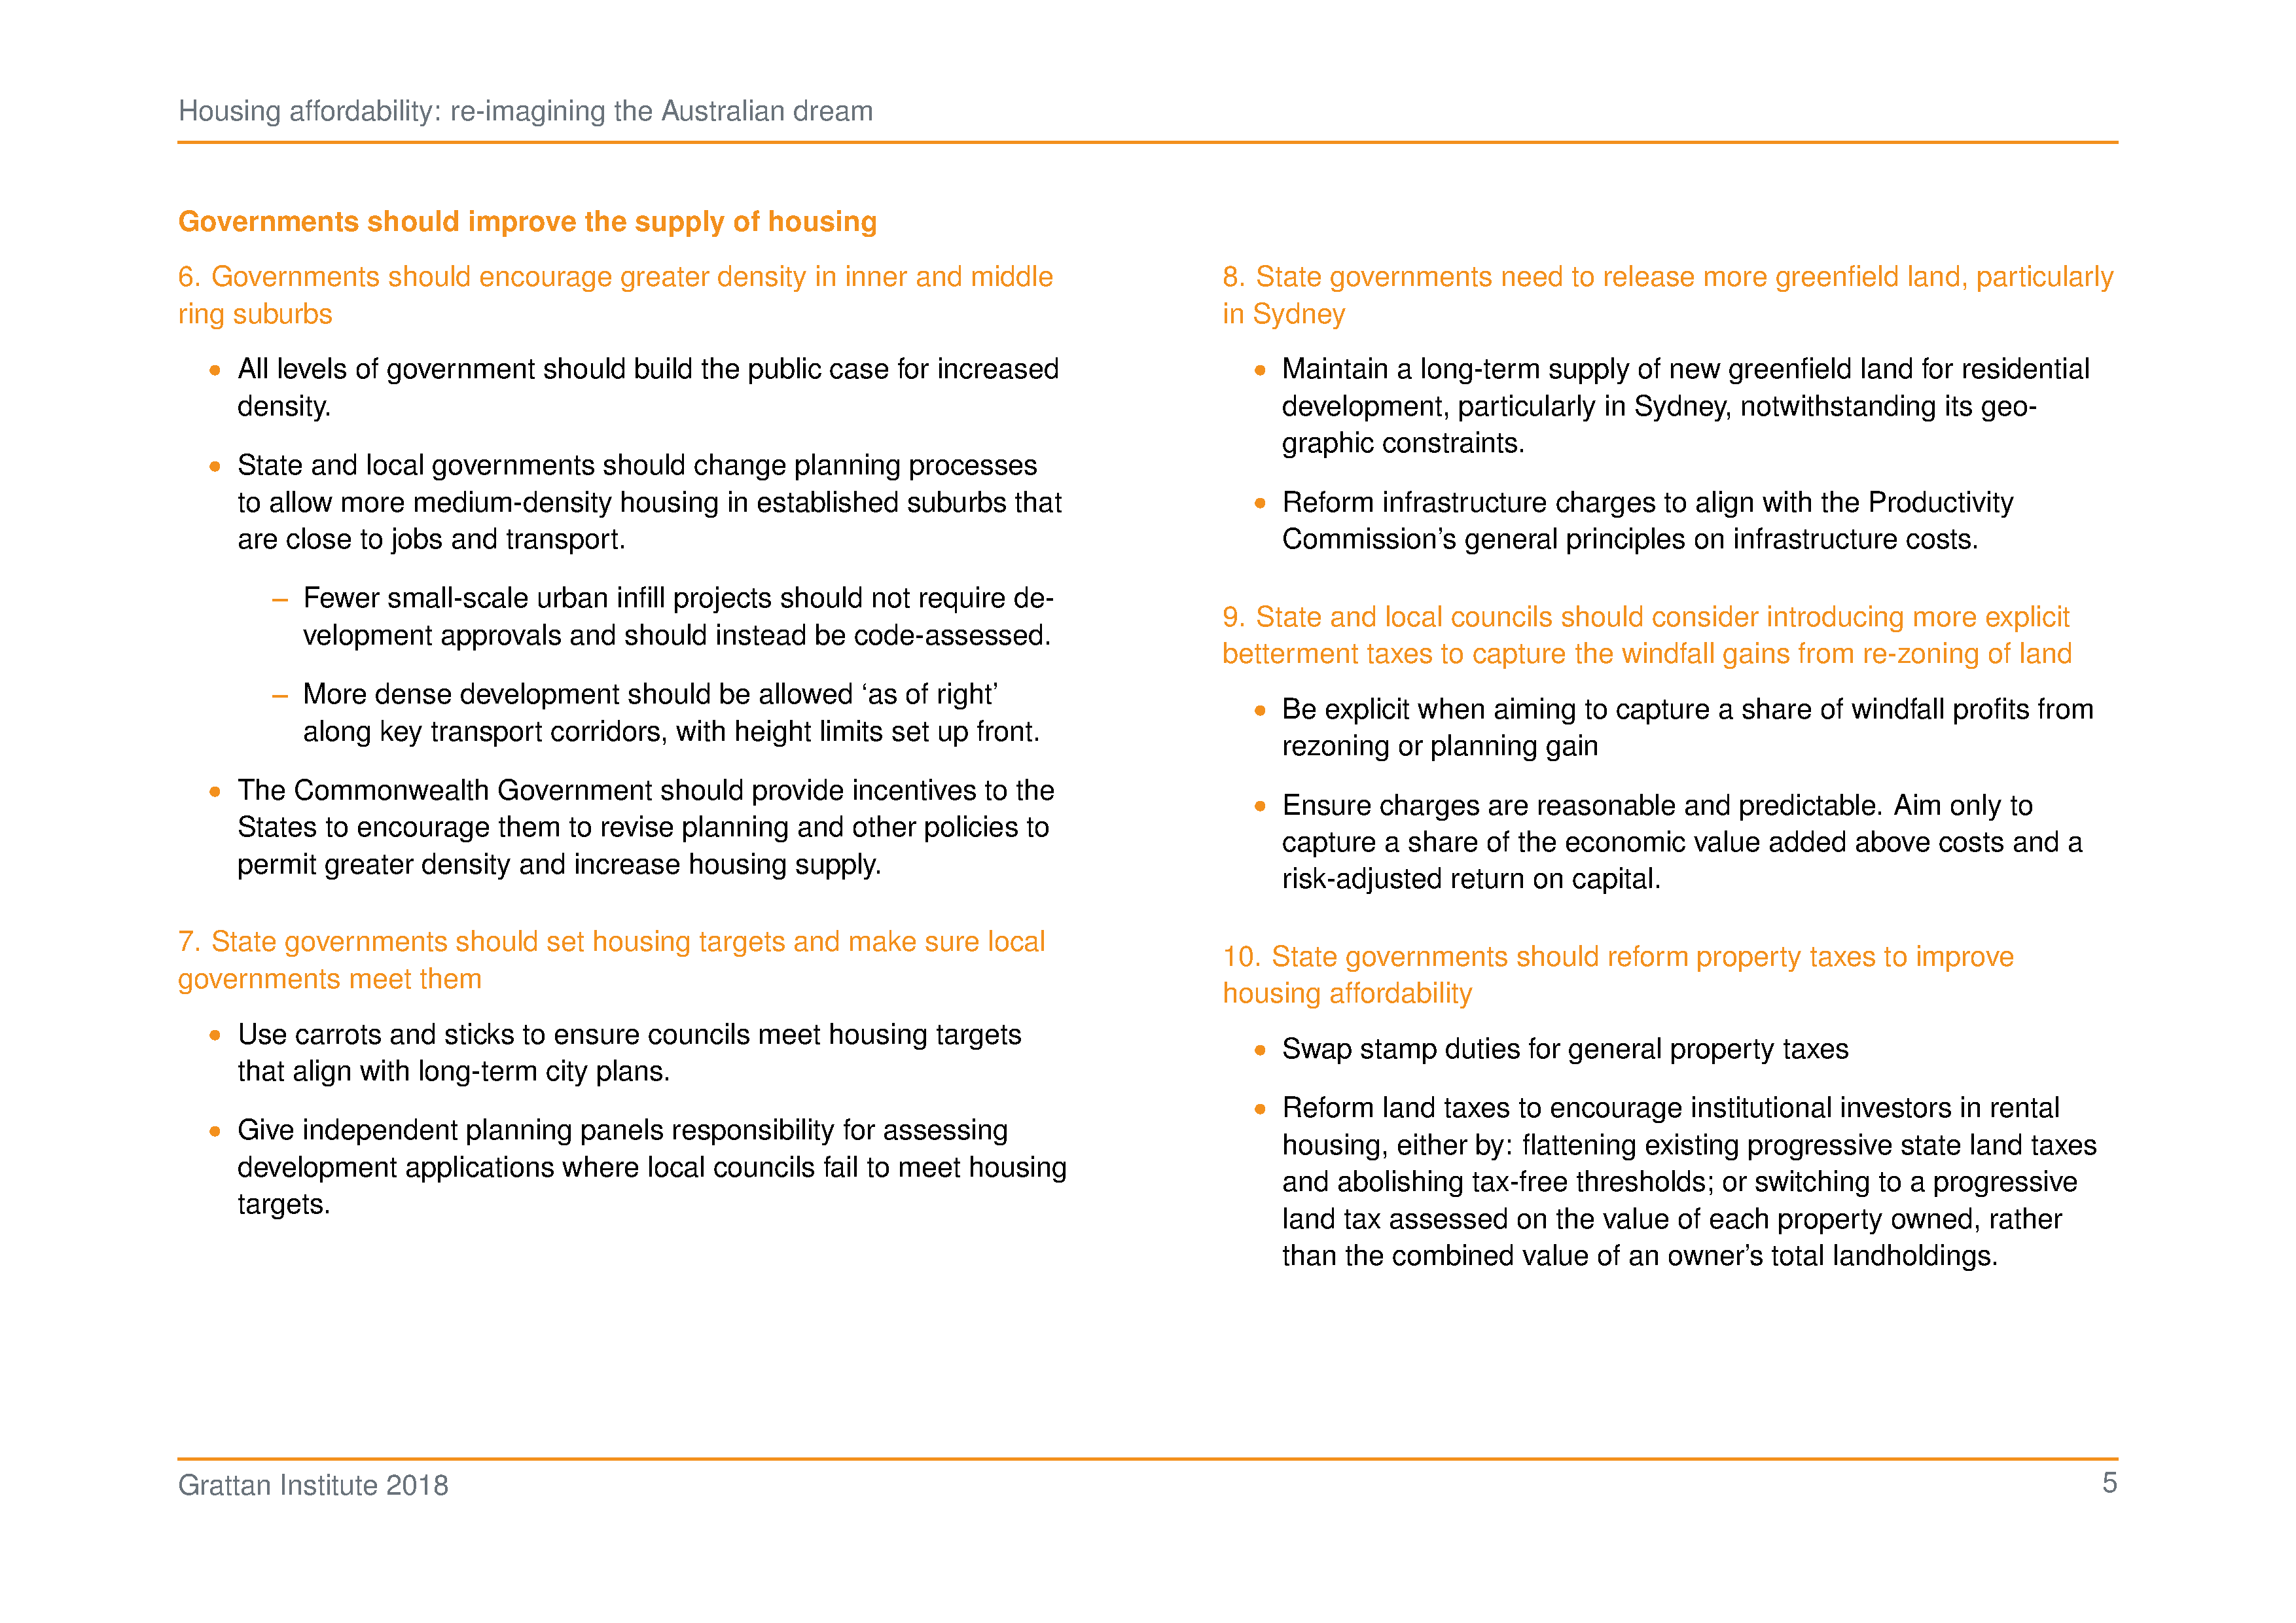 Housing affordability: re-imagining the Australian dream
Governments should improve the supply of housing
6. Governments should encourage greater density in inner and middle
ring suburbs
• All levels of government should build the public case for increased
density.
• State and local governments should change planning processes
to allow more medium-density housing in established suburbs that
are close to jobs and transport.
– Fewer small-scale urban infill projects should not require de-
velopment approvals and should instead be code-assessed.
– More dense development should be allowed ‘as of right’
along key transport corridors, with height limits set up front.
• The Commonwealth Government should provide incentives to the
States to encourage them to revise planning and other policies to
permit greater density and increase housing supply.
7. State governments should set housing targets and make sure local
governments meet them
• Use carrots and sticks to ensure councils meet housing targets
that align with long-term city plans.
• Give independent planning panels responsibility for assessing
development applications where local councils fail to meet housing
targets.
8. State governments need to release more greenfield land, particularly
in Sydney
• Maintain a long-term supply of new greenfield land for residential
development, particularly in Sydney, notwithstanding its geo-
graphic constraints.
• Reform infrastructure charges to align with the Productivity
Commission’s general principles on infrastructure costs.
9. State and local councils should consider introducing more explicit
betterment taxes to capture the windfall gains from re-zoning of land
• Be explicit when aiming to capture a share of windfall profits from
rezoning or planning gain
• Ensure charges are reasonable and predictable. Aim only to
capture a share of the economic value added above costs and a
risk-adjusted return on capital.
10. State governments should reform property taxes to improve
housing affordability
• Swap stamp duties for general property taxes
• Reform land taxes to encourage institutional investors in rental
housing, either by: flattening existing progressive state land taxes
and abolishing tax-free thresholds; or switching to a progressive
land tax assessed on the value of each property owned, rather
than the combined value of an owner’s total landholdings.
Grattan Institute 2018
5